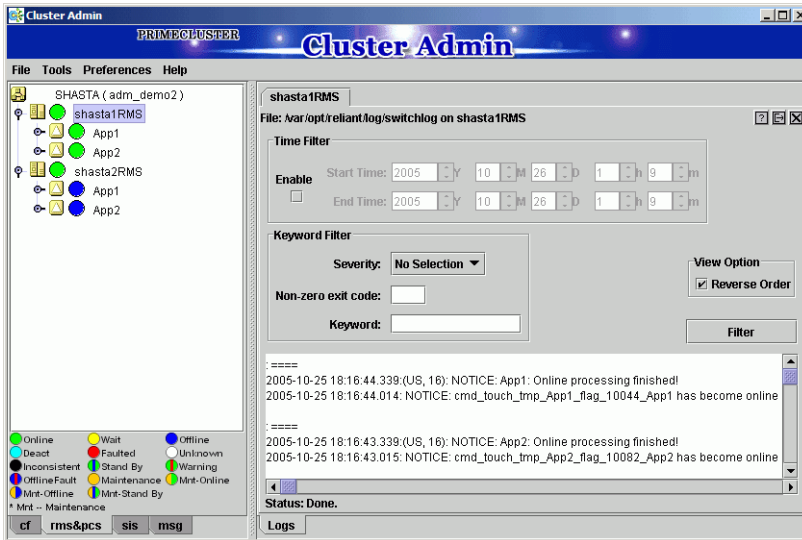 Cluster Admin
PRIMECLUSTER
Cluster Admin
File Tools Preferences Help
SHASTA ( adm_demo2 )
shasta1RMS
App1
App2
shasta2RMS
App1
App2
Online Wait Offline
Deact Faulted Unknown
Inconsistent Stand By Warning
OfflineFault Maintenance Mnt-Online
Mnt-Offline Mnt-Stand By
* Mnt -- Maintenance
cf rms&pcs sis msg
shasta1RMS
File: /var/opt/reliant/log/switchlog on shasta1RMS
Time Filter
Enable
Start Time: 2005 Y 10 M 26 D 1 h 9 m
End Time: 2005 Y 10 M 26 D 1 h 9 m
Keyword Filter
Severity: No Selection
Non-zero exit code:
Keyword:
View Option
Reverse Order
Filter
: ====
2005-10-25 18:16:44.339:(US, 16): NOTICE: App1: Online processing finished!
2005-10-25 18:16:44.014: NOTICE: cmd_touch_tmp_App1_flag_10044_App1 has become online
: ====
2005-10-25 18:16:43.339:(US, 16): NOTICE: App2: Online processing finished!
2005-10-25 18:16:43.015: NOTICE: cmd_touch_tmp_App2_flag_10082_App2 has become online
Status: Done.
Logs